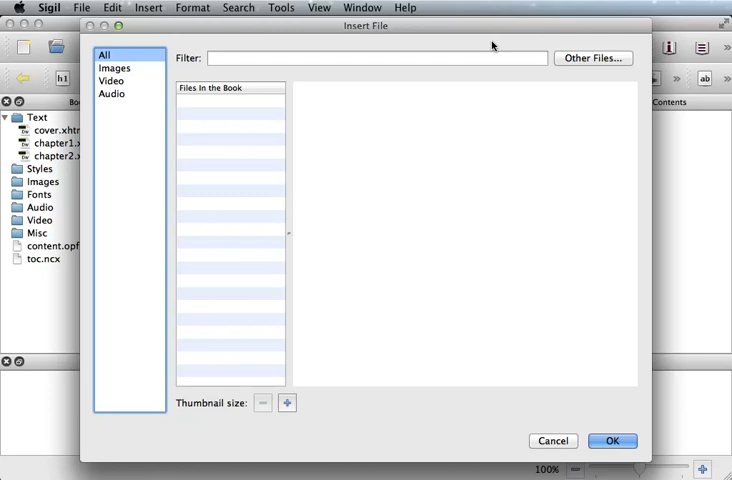 Sigil File Edit Insert Format Search Tools View Window Help
Insert File
All
Images
Video
Audio
Filter:
Other Files...
Files In the Book
Thumbnail size:
Cancel
OK
h1
ab
Contents
Text
cover.xhtm
chapter1.x
chapter2.x
Styles
Images
Fonts
Audio
Video
Misc
content.opf
toc.ncx
100%